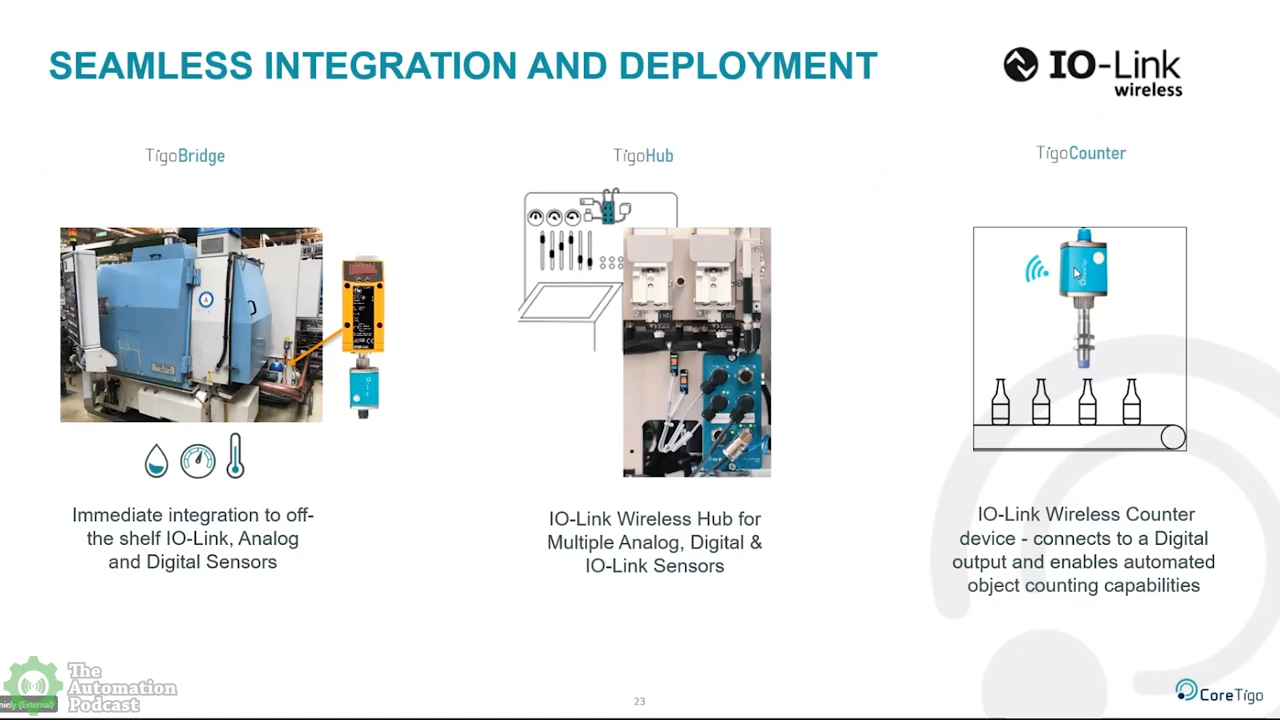 SEAMLESS INTEGRATION AND DEPLOYMENT
IO-Link
wireless
TigoBridge
TigoHub
TigoCounter
Immediate integration to off-
the shelf IO-Link, Analog
and Digital Sensors
IO-Link Wireless Hub for
Multiple Analog, Digital &
IO-Link Sensors
IO-Link Wireless Counter
device - connects to a Digital
output and enables automated
object counting capabilities
The
Automation
Podcast
(External)
23
CoreTigo